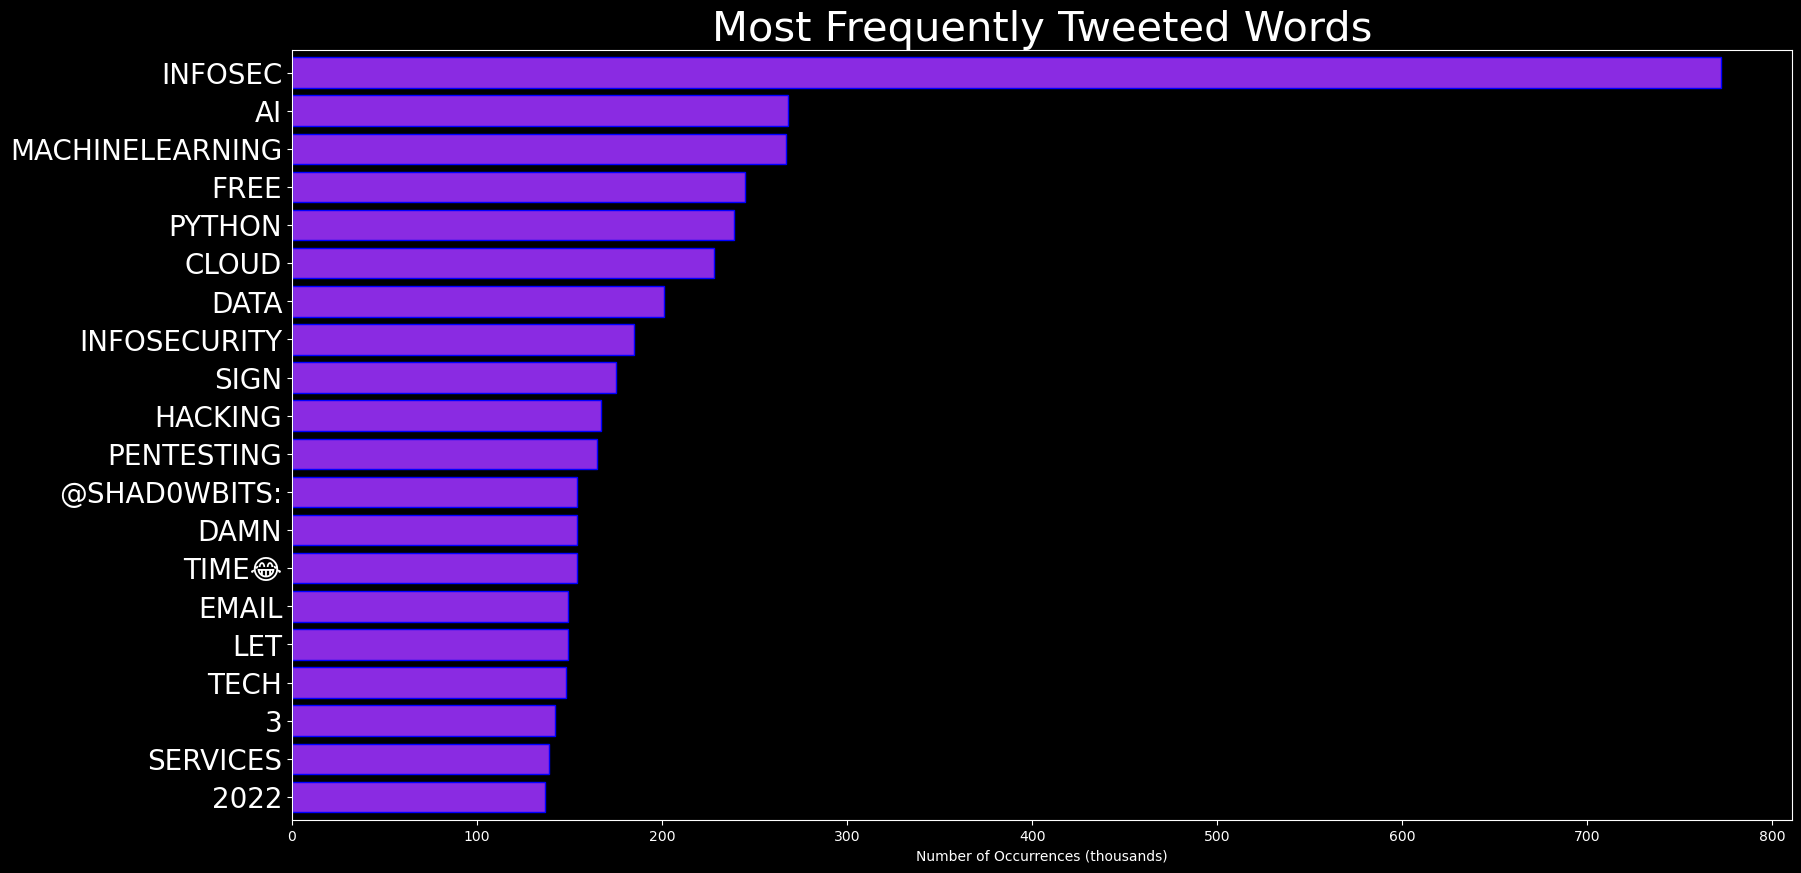 Most Frequently Tweeted Words
INFOSEC
AI
MACHINELEARNING
FREE
PYTHON
CLOUD
DATA
INFOSECURITY
SIGN
HACKING
PENTESTING
@SHAD0WBITS:
DAMN
TIME😂
EMAIL
LET
TECH
3
SERVICES
2022
0 100 200 300 400 500 600 700 800
Number of Occurrences (thousands)